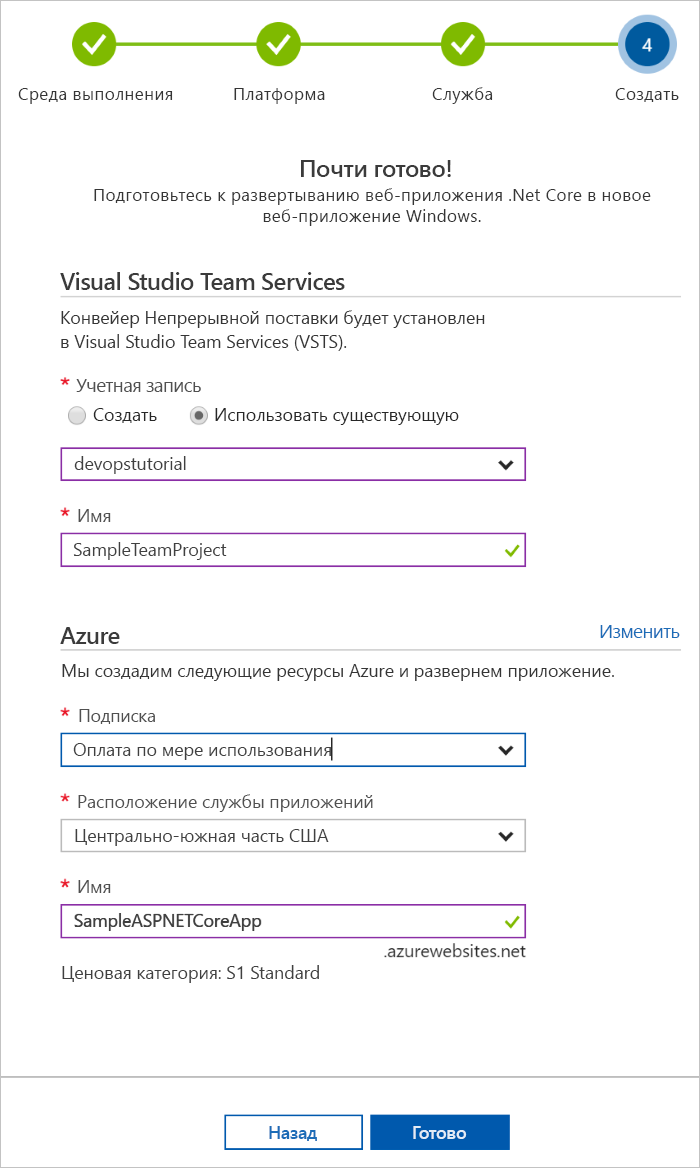 4
Среда выполнения
Платформа
Служба
Создать
Почти готово!
Подготовьтесь к развертыванию веб-приложения .Net Core в новое
веб-приложение Windows.
Visual Studio Team Services
Конвейер Непрерывной поставки будет установлен
в Visual Studio Team Services (VSTS).
* Учетная запись
Создать
Использовать существующую
devopstutorial
* Имя
SampleTeamProject
Azure
Изменить
Мы создадим следующие ресурсы Azure и развернем приложение.
* Подписка
Оплата по мере использования
* Расположение службы приложений
Центрально-южная часть США
* Имя
SampleASPNETCoreApp
.azurewebsites.net
Ценовая категория: S1 Standard
Назад
Готово